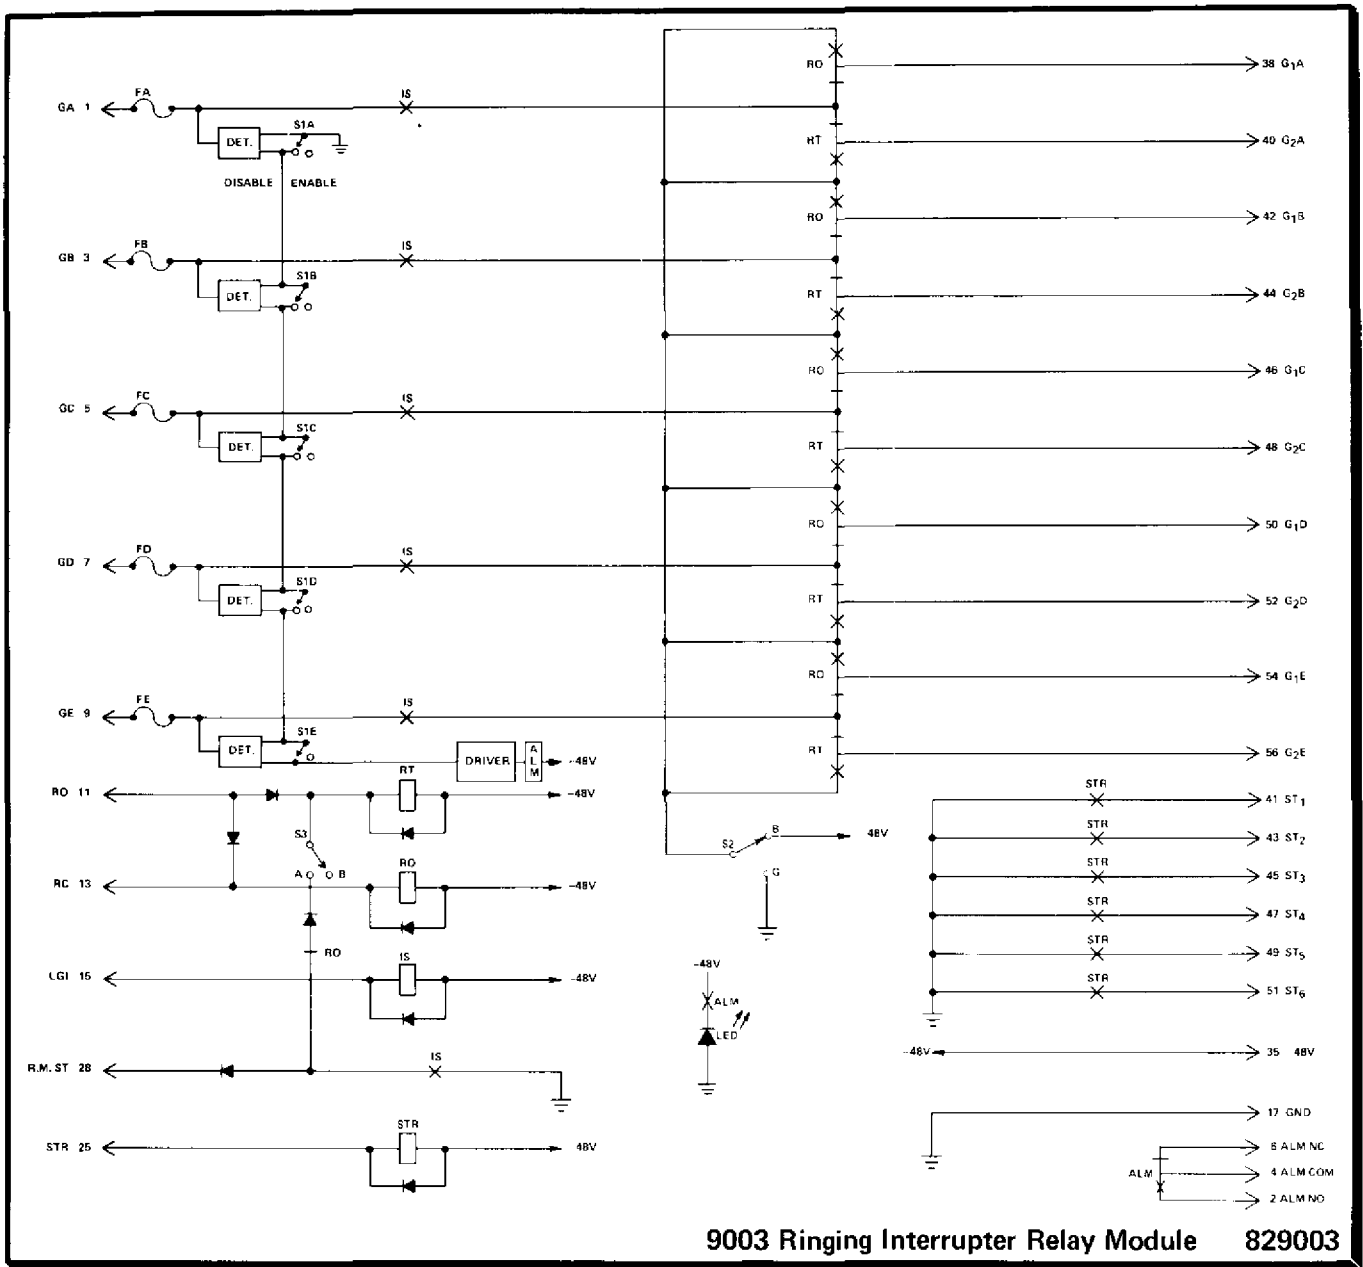 RO 38 G1A
GA 1 FA IS
S1A
DET.
RT 40 G2A
DISABLE ENABLE
RO 42 G1B
GB 3 FB IS
S1B
DET.
RT 44 G2B
RO 46 G1C
GC 5 FC IS
S1C
DET.
RT 48 G2C
RO 50 G1D
GD 7 FD IS
S1D
DET.
RT 52 G2D
RO 54 G1E
GE 9 FE IS
S1E
DET.
DRIVER ALM -48V
RT 56 G2E
RO 11 RT -48V
STR 41 ST1
S3
S2 B 48V
STR 43 ST2
RC 13 A B RO -48V
G
STR 45 ST3
STR 47 ST4
RO
STR 49 ST5
LGI 15 IS -48V
-48V
STR 51 ST6
ALM
LED
R.M. ST 28 IS
-48V 35 48V
17 GND
STR 25 STR 48V
6 ALM NC
ALM 4 ALM COM
2 ALM NO
9003 Ringing Interrupter Relay Module 829003